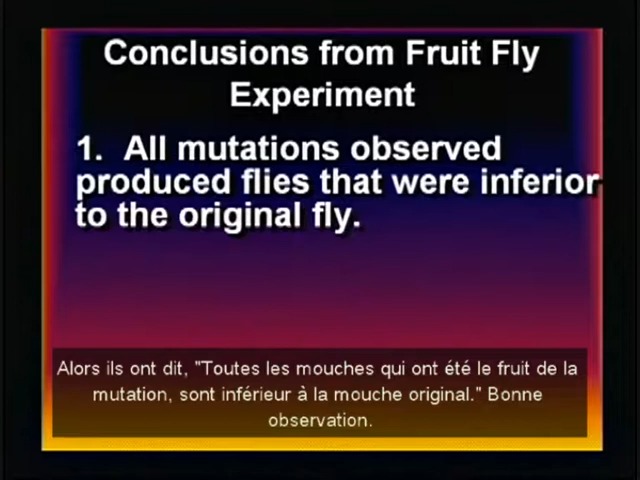 Conclusions from Fruit Fly
Experiment
1. All mutations observed
produced flies that were inferior
to the original fly.
Alors ils ont dit, "Toutes les mouches qui ont été le fruit de la
mutation, sont inférieur à la mouche original." Bonne
observation.